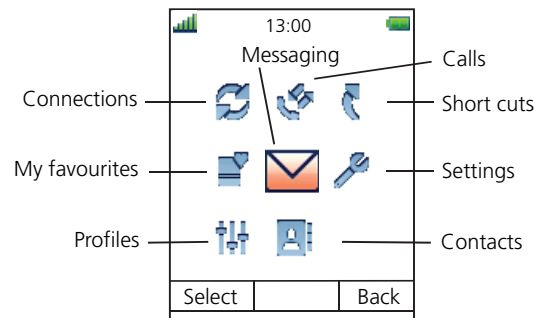 13:00
Messaging
Calls
Connections
Short cuts
My favourites
Settings
Profiles
Contacts
Select
Back